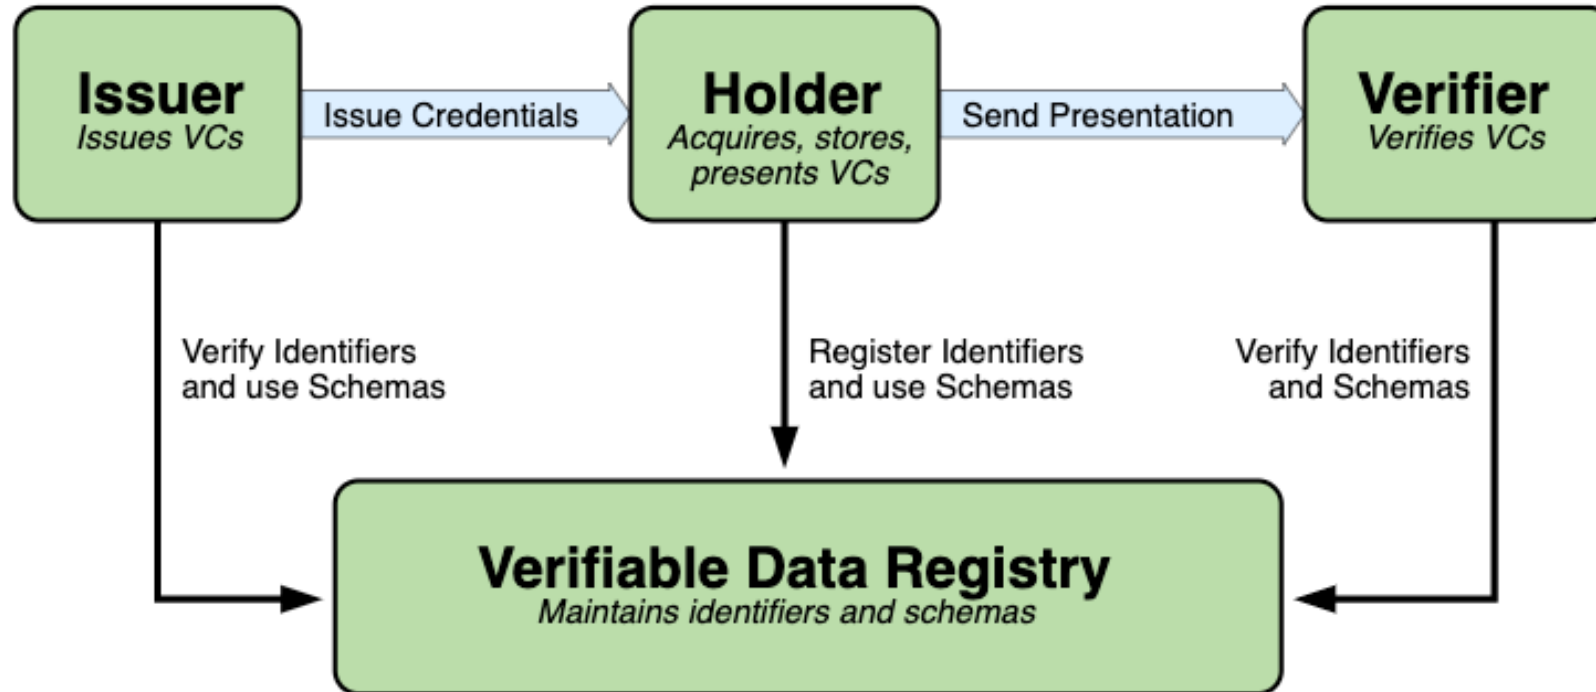 Issuer
Issues VCs
Issue Credentials
Holder
Acquires, stores,
presents VCs
Send Presentation
Verifier
Verifies VCs
Verify Identifiers
and use Schemas
Register Identifiers
and use Schemas
Verify Identifiers
and Schemas
Verifiable Data Registry
Maintains identifiers and schemas